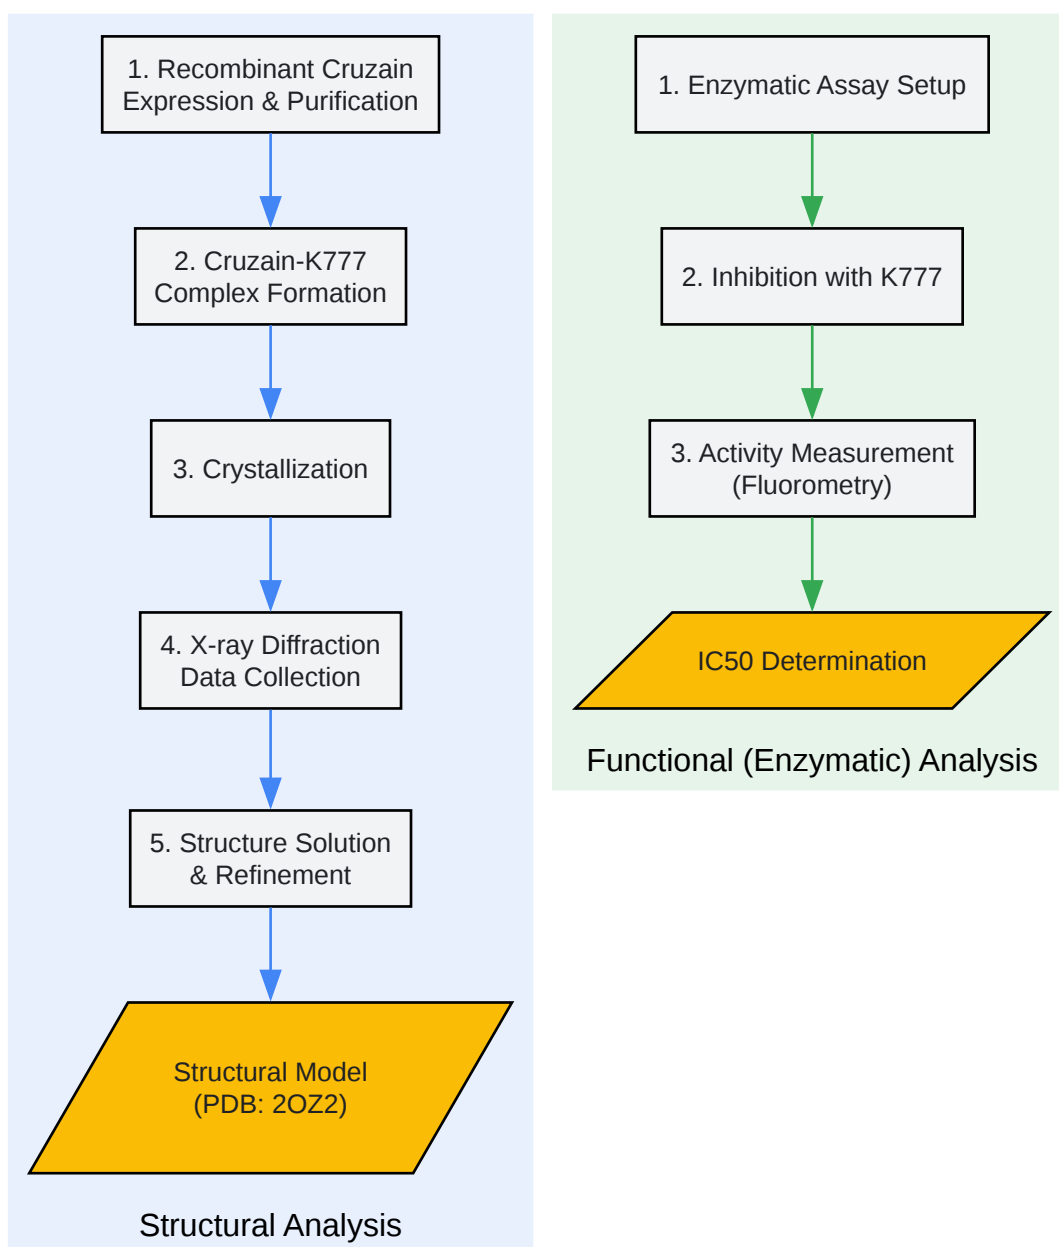 1. Recombinant Cruzain
Expression & Purification
2. Cruzain-K777
Complex Formation
3. Crystallization
4. X-ray Diffraction
Data Collection
5. Structure Solution
& Refinement
Structural Model
(PDB: 2OZ2)
Structural Analysis
1. Enzymatic Assay Setup
2. Inhibition with K777
3. Activity Measurement
(Fluorometry)
IC50 Determination
Functional (Enzymatic) Analysis